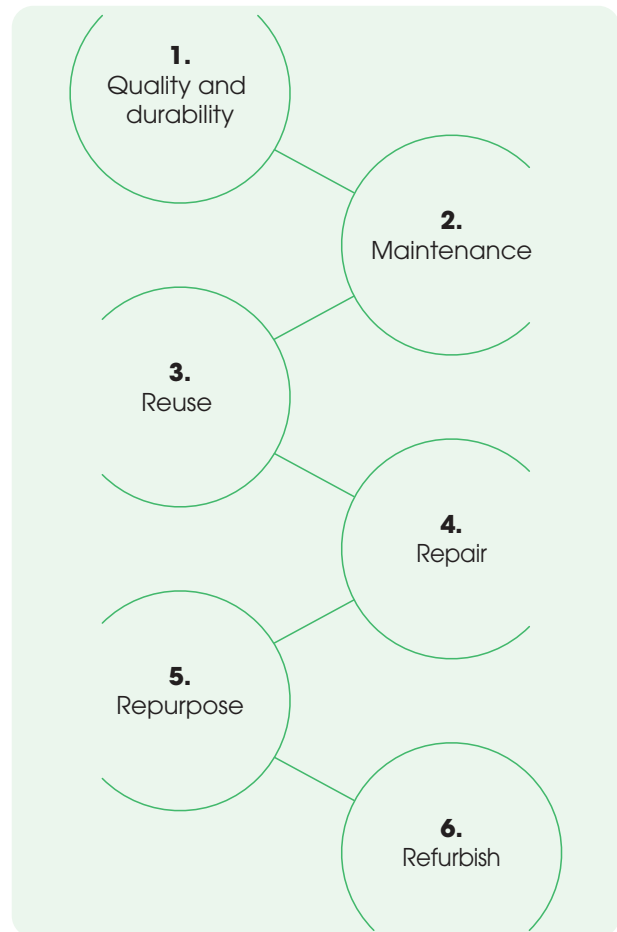 1.
Quality and
durability
2.
Maintenance
3.
Reuse
4.
Repair
5.
Repurpose
6.
Refurbish